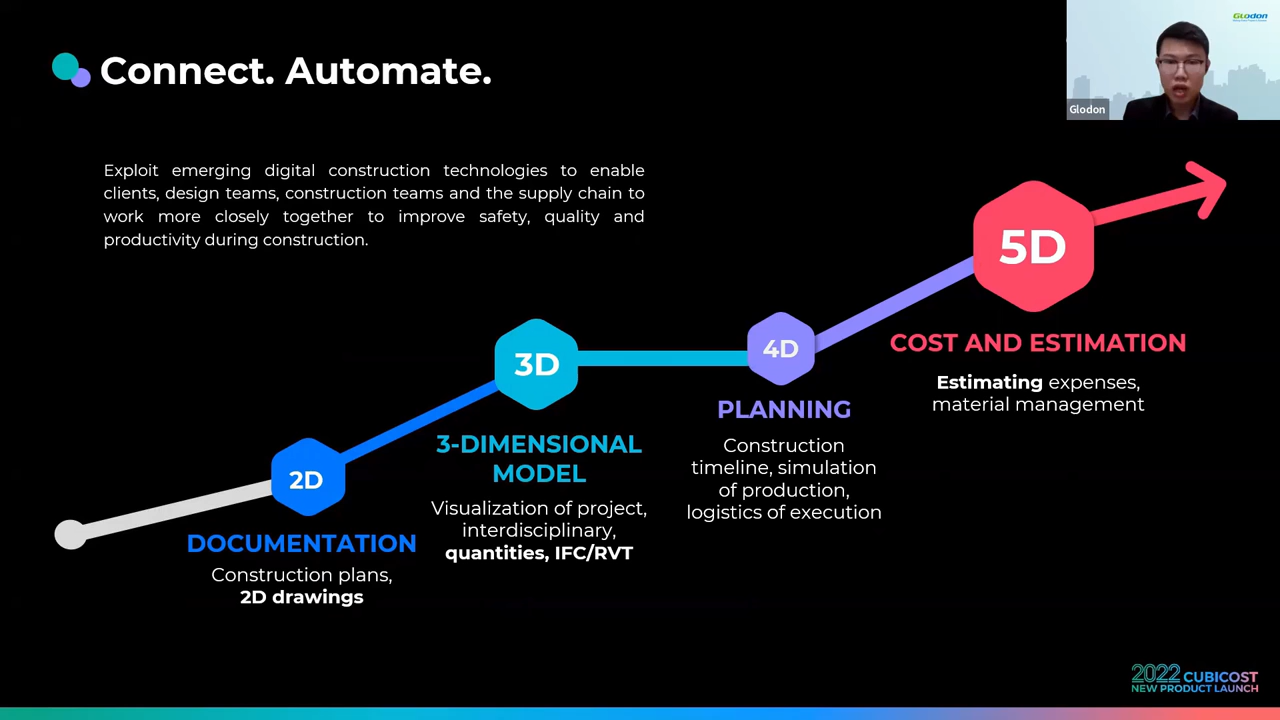 Connect. Automate.
Glodon
Glodon
Exploit emerging digital construction technologies to enable
clients, design teams, construction teams and the supply chain to
work more closely together to improve safety, quality and
productivity during construction.
5D
COST AND ESTIMATION
Estimating expenses,
material management
4D
PLANNING
Construction
timeline, simulation
of production,
logistics of execution
3D
3-DIMENSIONAL
MODEL
Visualization of project,
interdisciplinary,
quantities, IFC/RVT
2D
DOCUMENTATION
Construction plans,
2D drawings
2022 CUBICOST
NEW PRODUCT LAUNCH